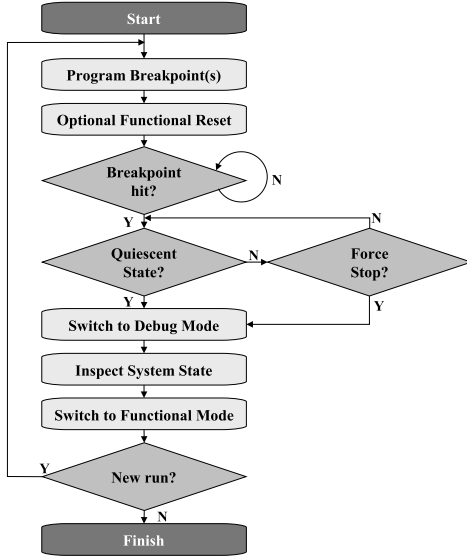 Start
Program Breakpoint(s)
Optional Functional Reset
Breakpoint
hit?
N
Y
N
Quiescent
State?
N
Force
Stop?
Y
Y
Switch to Debug Mode
Inspect System State
Switch to Functional Mode
Y
New run?
N
Finish